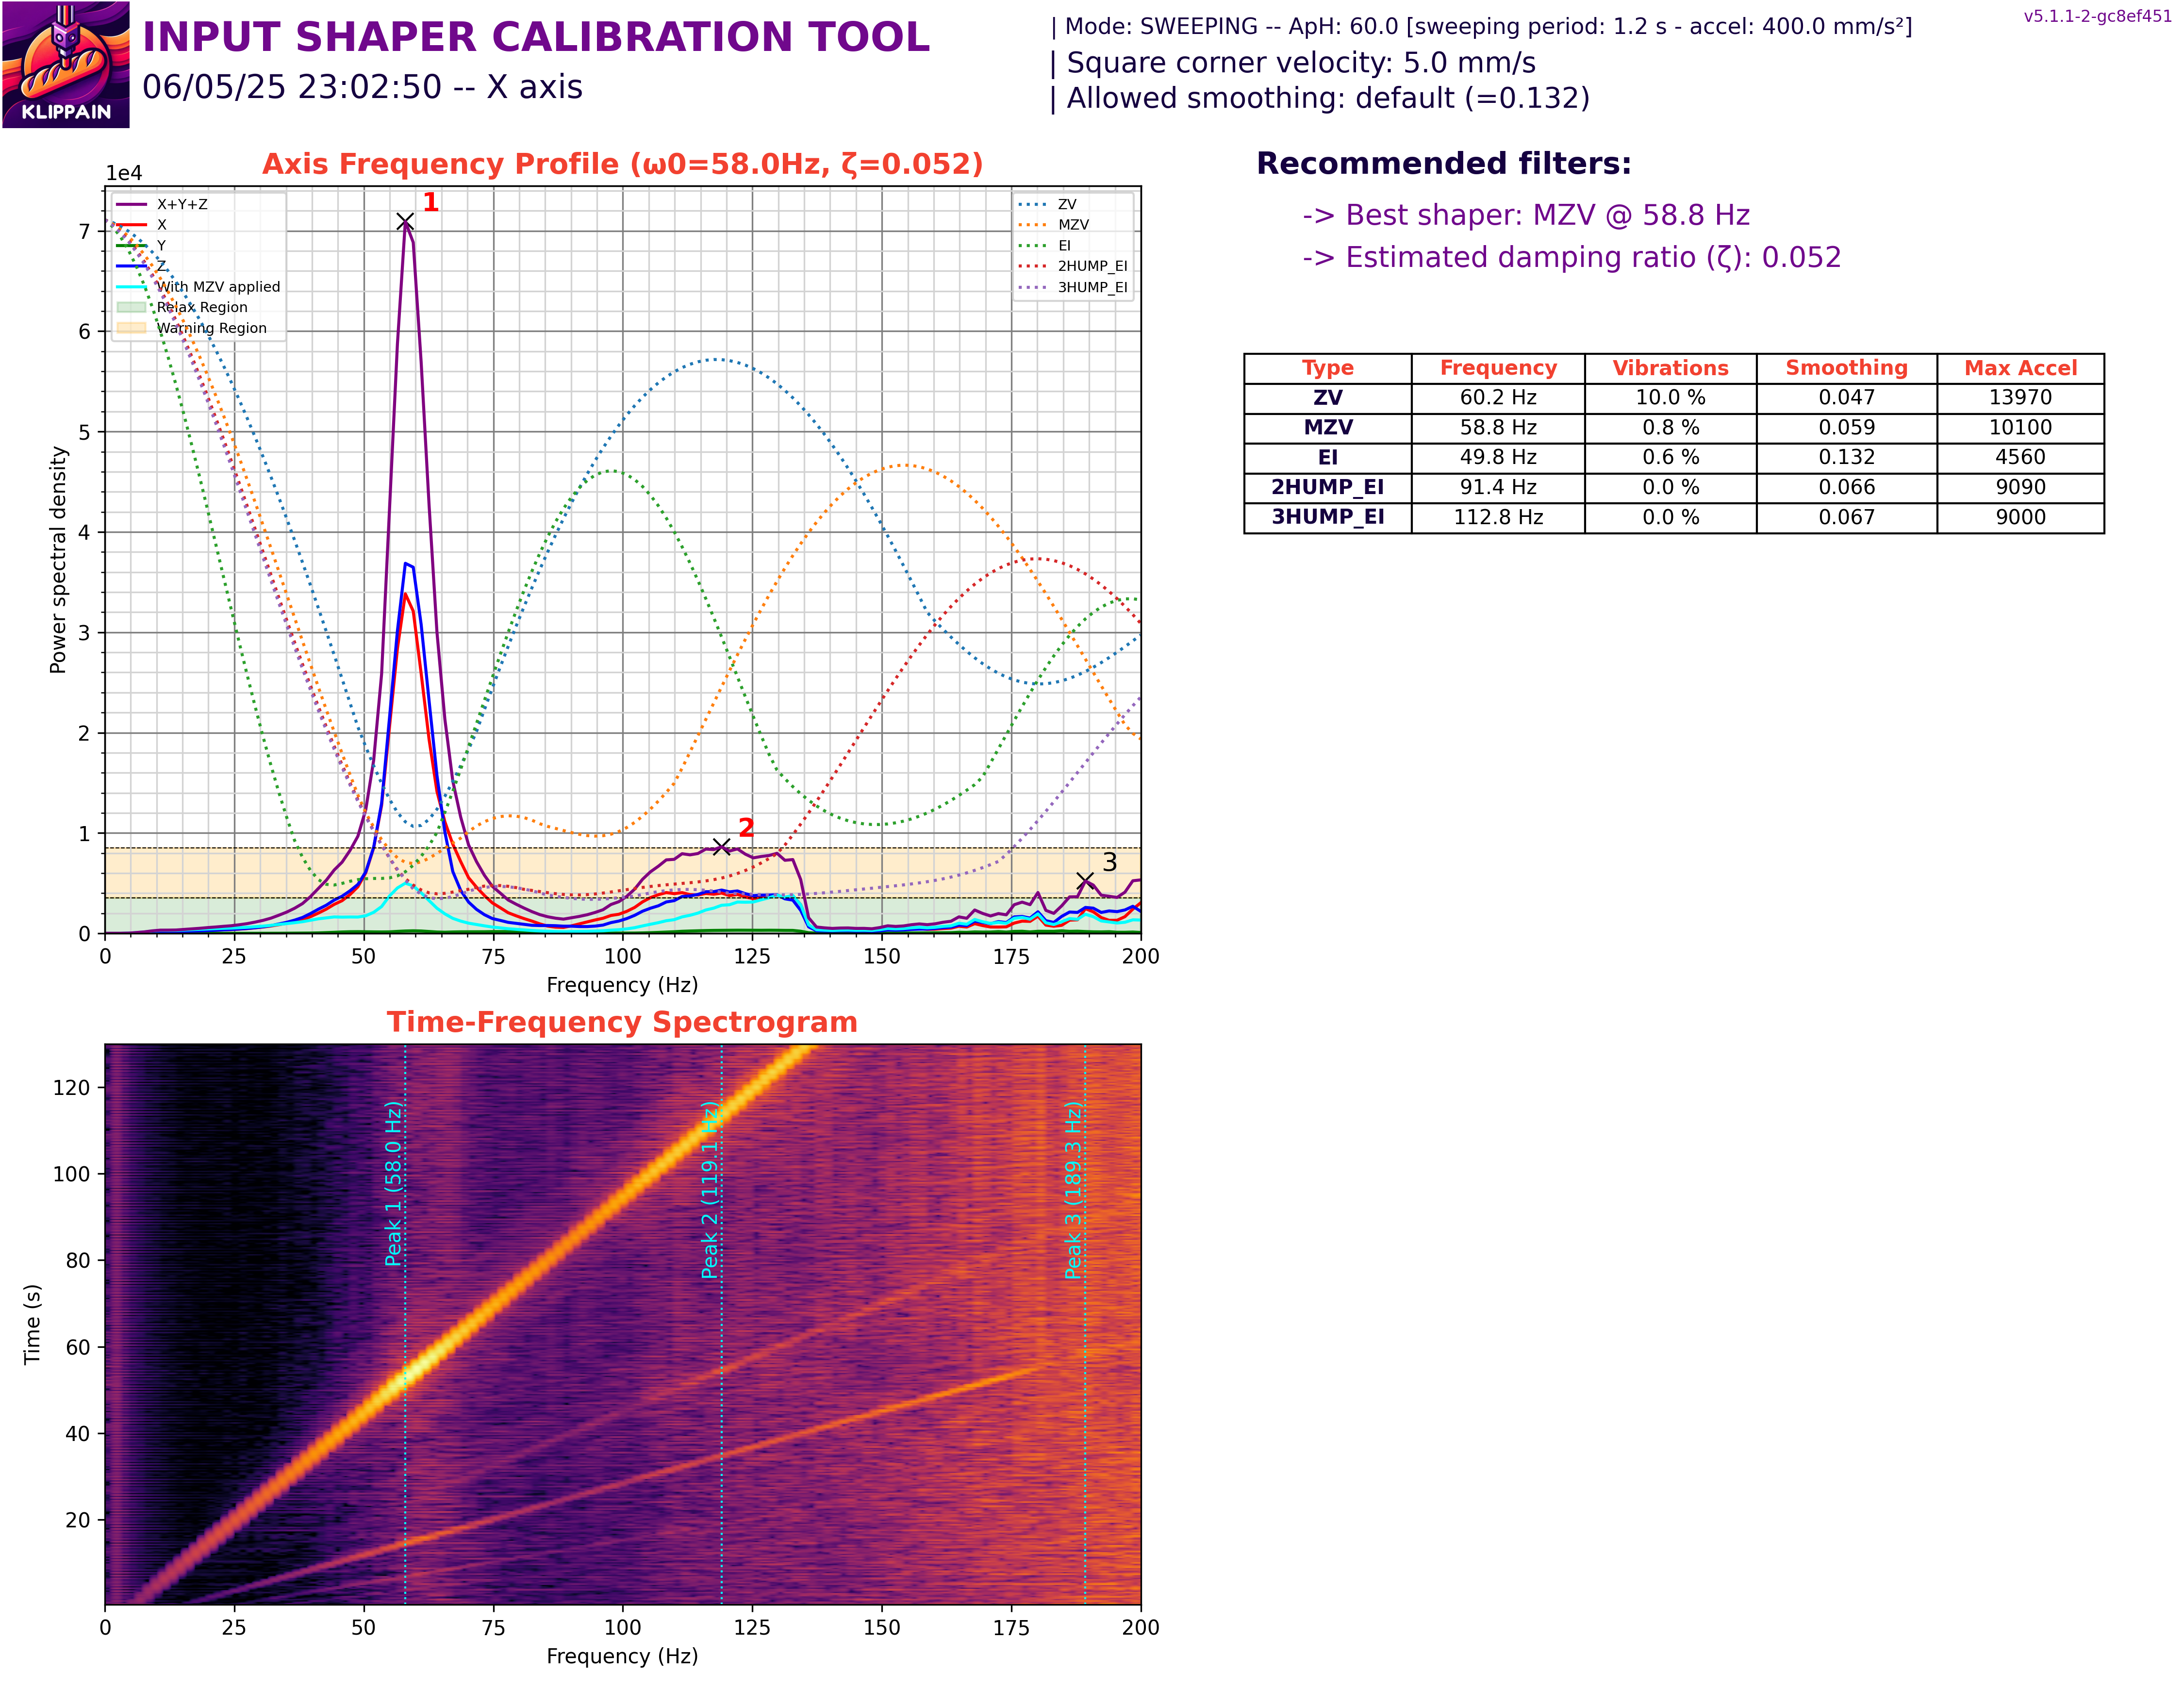 KLIPPAIN
INPUT SHAPER CALIBRATION TOOL
06/05/25 23:02:50 -- X axis
| Mode: SWEEPING -- ApH: 60.0 [sweeping period: 1.2 s - accel: 400.0 mm/s²]
| Square corner velocity: 5.0 mm/s
| Allowed smoothing: default (=0.132)
v5.1.1-2-gc8ef451
Axis Frequency Profile (ω0=58.0Hz, ζ=0.052)
1e4
X+Y+Z
X
Y
Z
With MZV applied
Relax Region
Warning Region
ZV
MZV
EI
2HUMP_EI
3HUMP_EI
1
2
3
Power spectral density
7
6
5
4
3
2
1
0
0 25 50 75 100 125 150 175 200
Frequency (Hz)
Recommended filters:
-> Best shaper: MZV @ 58.8 Hz
-> Estimated damping ratio (ζ): 0.052
Type Frequency Vibrations Smoothing Max Accel
ZV 60.2 Hz 10.0 % 0.047 13970
MZV 58.8 Hz 0.8 % 0.059 10100
EI 49.8 Hz 0.6 % 0.132 4560
2HUMP_EI 91.4 Hz 0.0 % 0.066 9090
3HUMP_EI 112.8 Hz 0.0 % 0.067 9000
Time-Frequency Spectrogram
Time (s)
120
100
80
60
40
20
Peak 1 (58.0 Hz)
Peak 2 (119.1 Hz)
Peak 3 (189.3 Hz)
0 25 50 75 100 125 150 175 200
Frequency (Hz)